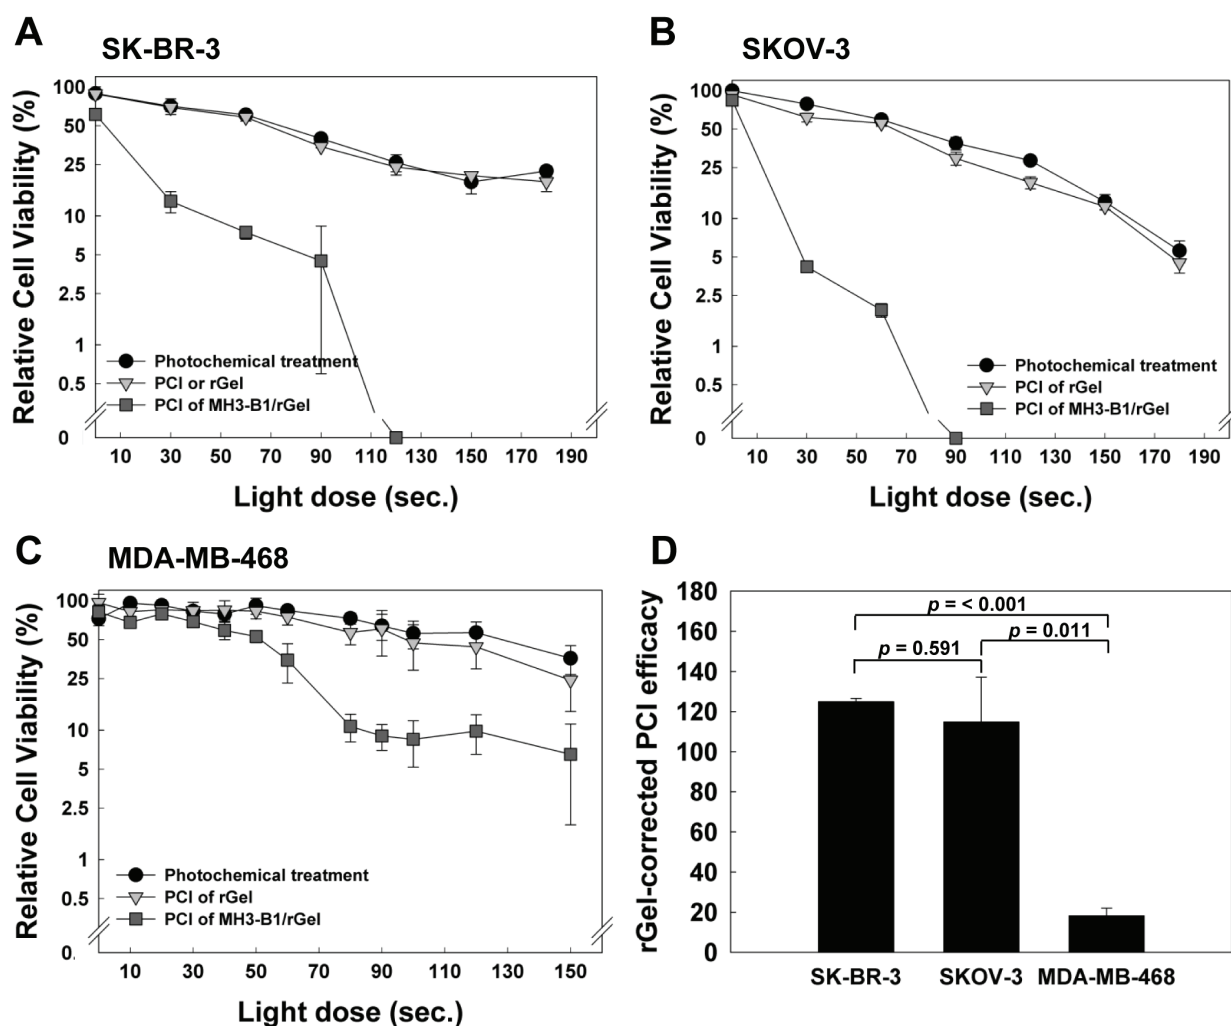 A
SK-BR-3
Relative Cell Viability (%)
100
50
25
10
5
2.5
1
0.5
0
Photochemical treatment
PCI or rGel
PCI of MH3-B1/rGel
10 30 50 70 90 110 130 150 170 190
Light dose (sec.)
B
SKOV-3
Relative Cell Viability (%)
100
50
25
10
5
2.5
1
0.5
0
Photochemical treatment
PCI of rGel
PCI of MH3-B1/rGel
10 30 50 70 90 110 130 150 170 190
Light dose (sec.)
C
MDA-MB-468
Relative Cell Viability (%)
100
50
25
10
5
2.5
1
0.5
0.
Photochemical treatment
PCI of rGel
PCI of MH3-B1/rGel
10 30 50 70 90 110 130 150
Light dose (sec.)
D
rGel-corrected PCI efficacy
180
160
140
120
100
80
60
40
20
0
p = < 0.001
p = 0.011
p = 0.591
SK-BR-3 SKOV-3 MDA-MB-468